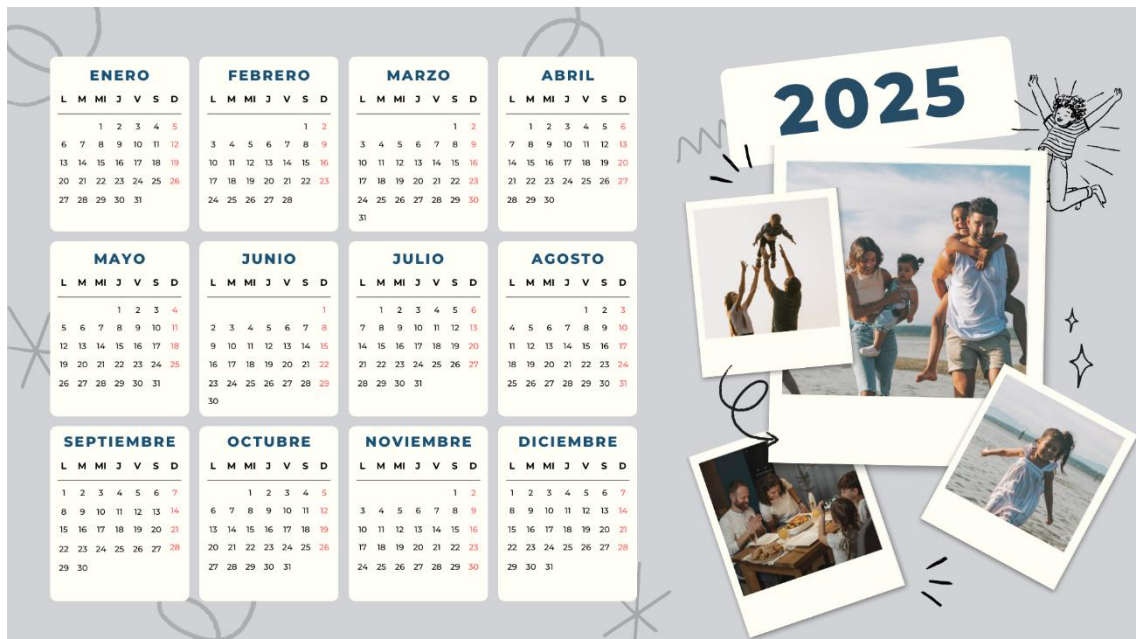 2025
ENERO
L M MI J V S D
1 2 3 4 5
6 7 8 9 10 11 12
13 14 15 16 17 18 19
20 21 22 23 24 25 26
27 28 29 30 31
FEBRERO
L M MI J V S D
1 2
3 4 5 6 7 8 9
10 11 12 13 14 15 16
17 18 19 20 21 22 23
24 25 26 27 28
MARZO
L M MI J V S D
1 2
3 4 5 6 7 8 9
10 11 12 13 14 15 16
17 18 19 20 21 22 23
24 25 26 27 28 29 30
31
ABRIL
L M MI J V S D
1 2 3 4 5 6
7 8 9 10 11 12 13
14 15 16 17 18 19 20
21 22 23 24 25 26 27
28 29 30
MAYO
L M MI J V S D
1 2 3 4
5 6 7 8 9 10 11
12 13 14 15 16 17 18
19 20 21 22 23 24 25
26 27 28 29 30 31
JUNIO
L M MI J V S D
1
2 3 4 5 6 7 8
9 10 11 12 13 14 15
16 17 18 19 20 21 22
23 24 25 26 27 28 29
30
JULIO
L M MI J V S D
1 2 3 4 5 6
7 8 9 10 11 12 13
14 15 16 17 18 19 20
21 22 23 24 25 26 27
28 29 30 31
AGOSTO
L M MI J V S D
1 2 3
4 5 6 7 8 9 10
11 12 13 14 15 16 17
18 19 20 21 22 23 24
25 26 27 28 29 30 31
SEPTIEMBRE
L M MI J V S D
1 2 3 4 5 6 7
8 9 10 11 12 13 14
15 16 17 18 19 20 21
22 23 24 25 26 27 28
29 30
OCTUBRE
L M MI J V S D
1 2 3 4 5
6 7 8 9 10 11 12
13 14 15 16 17 18 19
20 21 22 23 24 25 26
27 28 29 30 31
NOVIEMBRE
L M MI J V S D
1 2
3 4 5 6 7 8 9
10 11 12 13 14 15 16
17 18 19 20 21 22 23
24 25 26 27 28 29 30
DICIEMBRE
L M MI J V S D
1 2 3 4 5 6 7
8 9 10 11 12 13 14
15 16 17 18 19 20 21
22 23 24 25 26 27 28
29 30 31